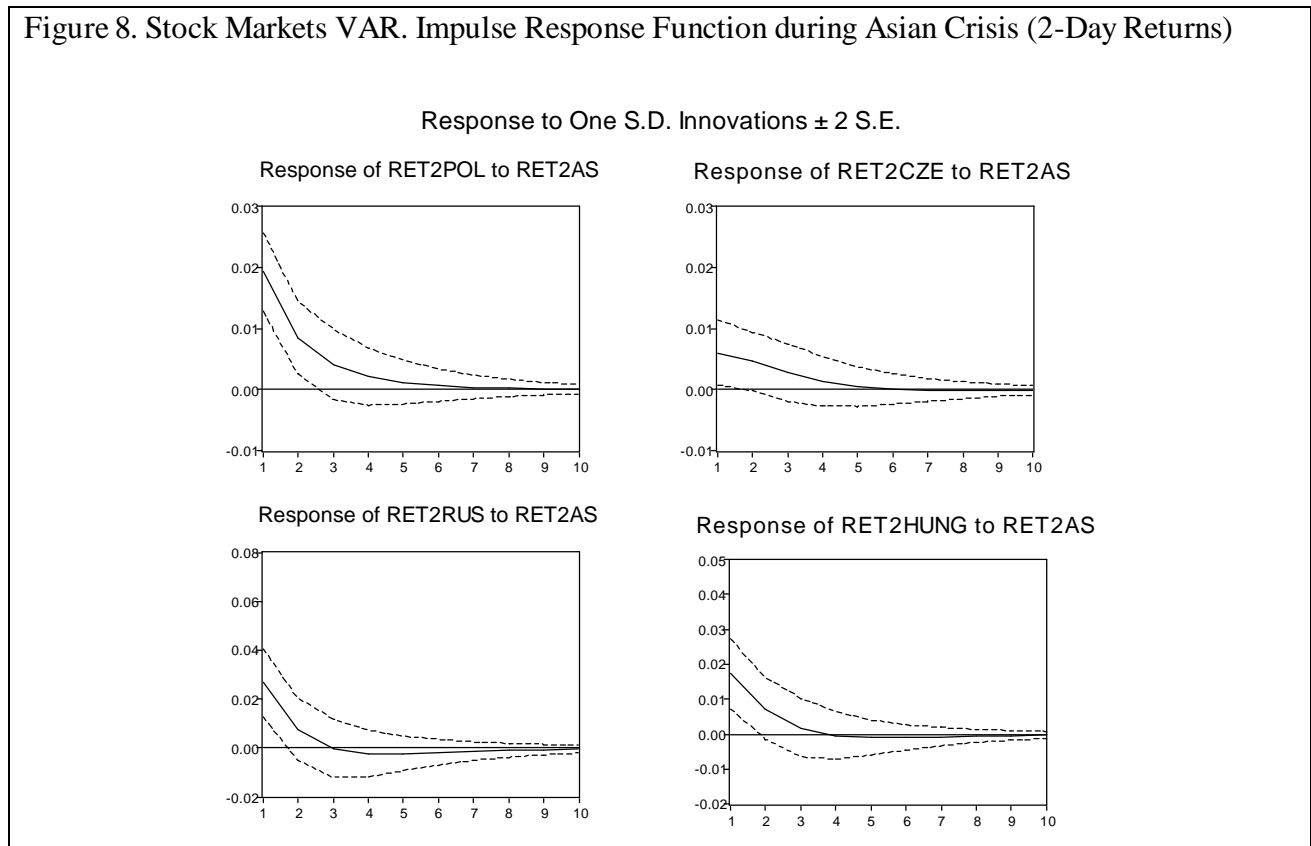 Figure 8. Stock Markets VAR. Impulse Response Function during Asian Crisis (2-Day Returns)
Response to One S.D. Innovations ± 2 S.E.
Response of RET2POL to RET2AS
0.03
0.02
0.01
0.00
-0.01
1 2 3 4 5 6 7 8 9 10
Response of RET2CZE to RET2AS
0.03
0.02
0.01
0.00
-0.01
1 2 3 4 5 6 7 8 9 10
Response of RET2RUS to RET2AS
0.08
0.06
0.04
0.02
0.00
-0.02
1 2 3 4 5 6 7 8 9 10
Response of RET2HUNG to RET2AS
0.05
0.04
0.03
0.02
0.01
0.00
-0.01
-0.02
1 2 3 4 5 6 7 8 9 10